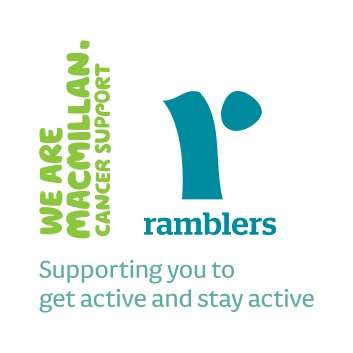 WE ARE
MACMILLAN.
CANCER SUPPORT
r
ramblers
Supporting you to
get active and stay active